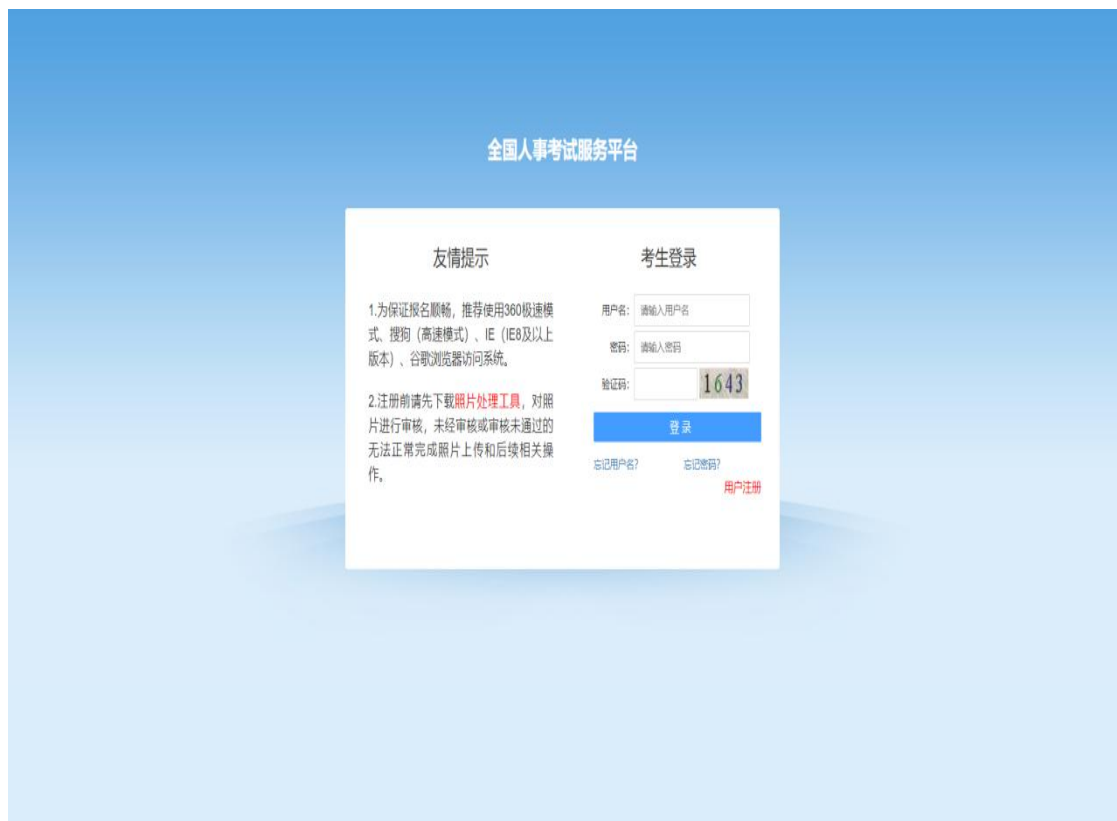 全国人事考试服务平台
友情提示
1.为保证报名顺畅，推荐使用360极速模
式、搜狗（高速模式）、IE（IE8及以上
版本）、谷歌浏览器访问系统。
2.注册前请先下载照片处理工具，对照
片进行审核，未经审核或审核未通过的
无法正常完成照片上传和后续相关操
作。
考生登录
用户名： 请输入用户名
密码： 请输入密码
验证码： 1643
登 录
忘记用户名? 忘记密码?
用户注册